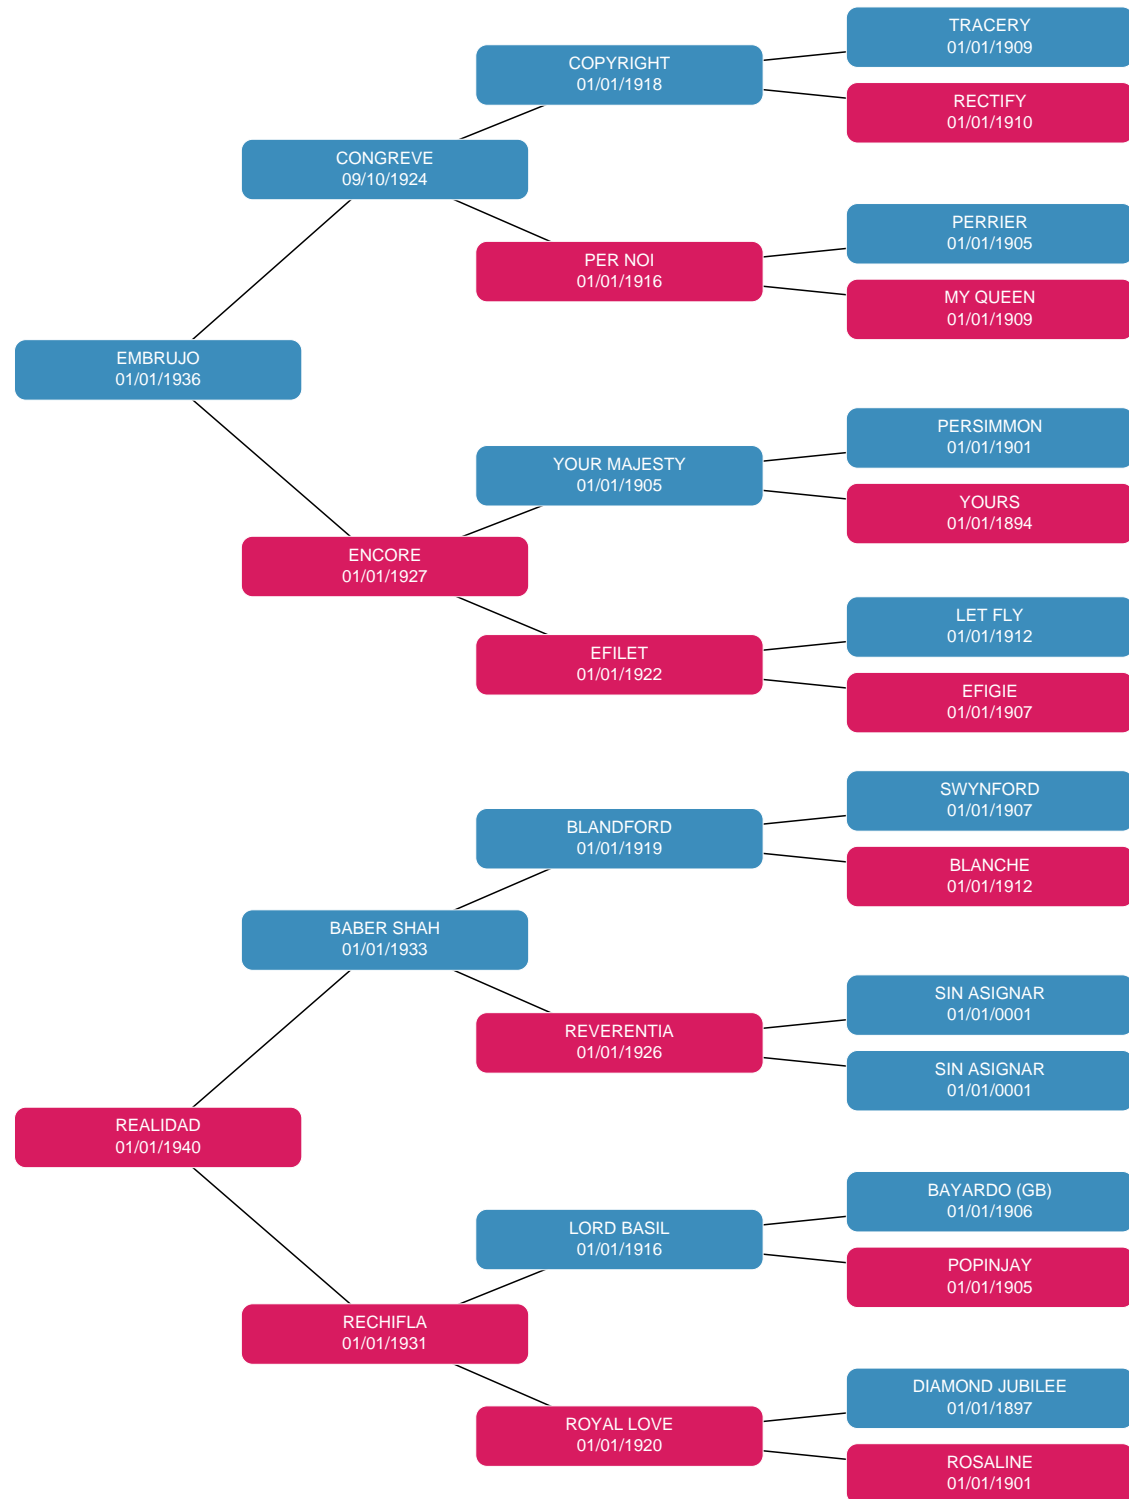 TRACERY
01/01/1909
COPYRIGHT
01/01/1918
RECTIFY
01/01/1910
CONGREVE
09/10/1924
PERRIER
01/01/1905
PER NOI
01/01/1916
MY QUEEN
01/01/1909
EMBRUJO
01/01/1936
PERSIMMON
01/01/1901
YOUR MAJESTY
01/01/1905
YOURS
01/01/1894
ENCORE
01/01/1927
LET FLY
01/01/1912
EFILET
01/01/1922
EFIGIE
01/01/1907
SWYNFORD
01/01/1907
BLANDFORD
01/01/1919
BLANCHE
01/01/1912
BABER SHAH
01/01/1933
SIN ASIGNAR
01/01/0001
REVERENTIA
01/01/1926
SIN ASIGNAR
01/01/0001
REALIDAD
01/01/1940
BAYARDO (GB)
01/01/1906
LORD BASIL
01/01/1916
POPINJAY
01/01/1905
RECHIFLA
01/01/1931
DIAMOND JUBILEE
01/01/1897
ROYAL LOVE
01/01/1920
ROSALINE
01/01/1901